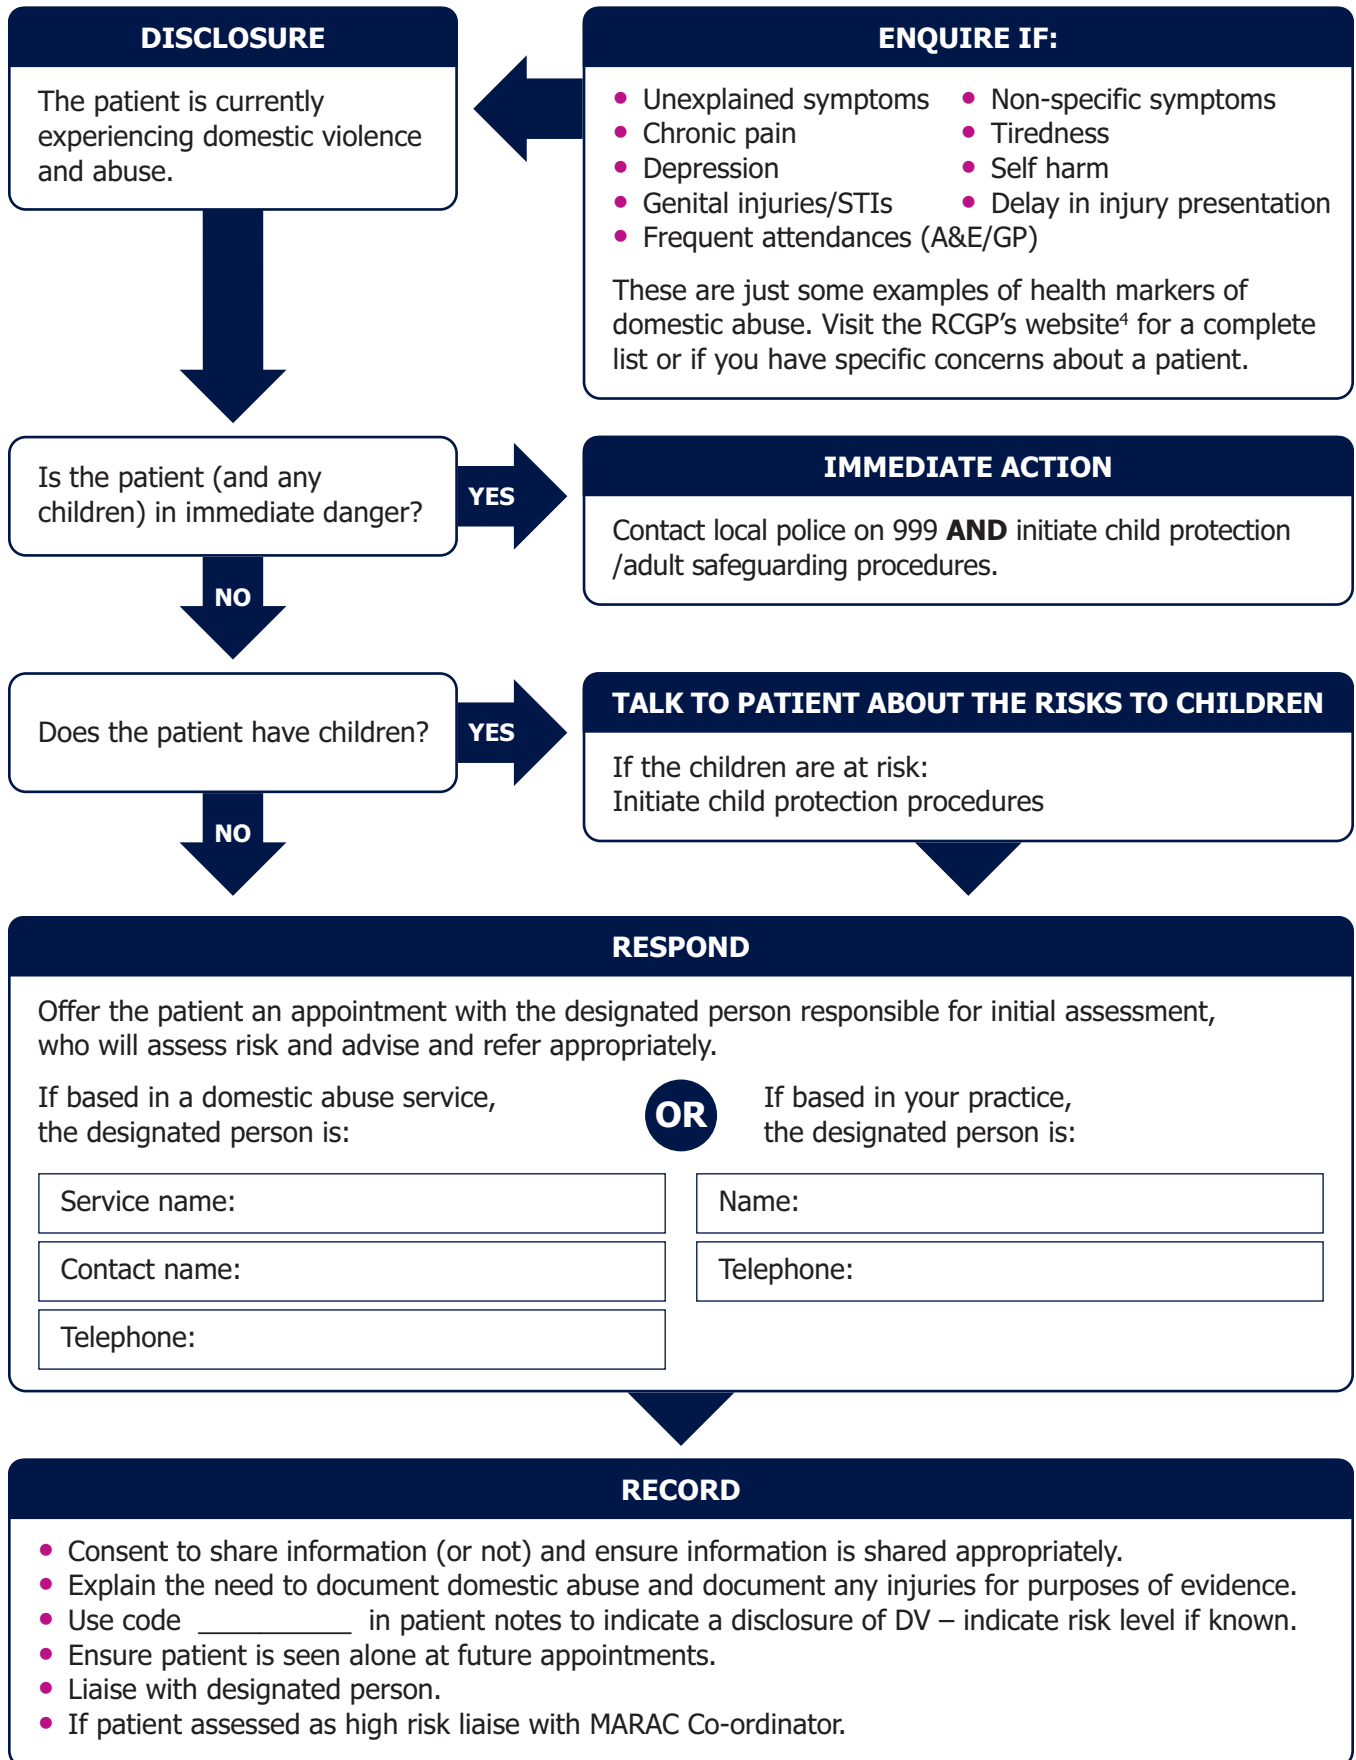 DISCLOSURE
The patient is currently
experiencing domestic violence
and abuse.
ENQUIRE IF:
• Unexplained symptoms
• Chronic pain
• Depression
• Genital injuries/STIs
• Frequent attendances (A&E/GP)
• Non-specific symptoms
• Tiredness
• Self harm
• Delay in injury presentation
These are just some examples of health markers of
domestic abuse. Visit the RCGP’s website⁴ for a complete
list or if you have specific concerns about a patient.
Is the patient (and any
children) in immediate danger?
YES
IMMEDIATE ACTION
Contact local police on 999 AND initiate child protection
/adult safeguarding procedures.
NO
Does the patient have children?
YES
TALK TO PATIENT ABOUT THE RISKS TO CHILDREN
If the children are at risk:
Initiate child protection procedures
NO
RESPOND
Offer the patient an appointment with the designated person responsible for initial assessment,
who will assess risk and advise and refer appropriately.
If based in a domestic abuse service,
the designated person is:
OR
If based in your practice,
the designated person is:
Service name:
Contact name:
Telephone:
Name:
Telephone:
RECORD
• Consent to share information (or not) and ensure information is shared appropriately.
• Explain the need to document domestic abuse and document any injuries for purposes of evidence.
• Use code ___________ in patient notes to indicate a disclosure of DV – indicate risk level if known.
• Ensure patient is seen alone at future appointments.
• Liaise with designated person.
• If patient assessed as high risk liaise with MARAC Co-ordinator.